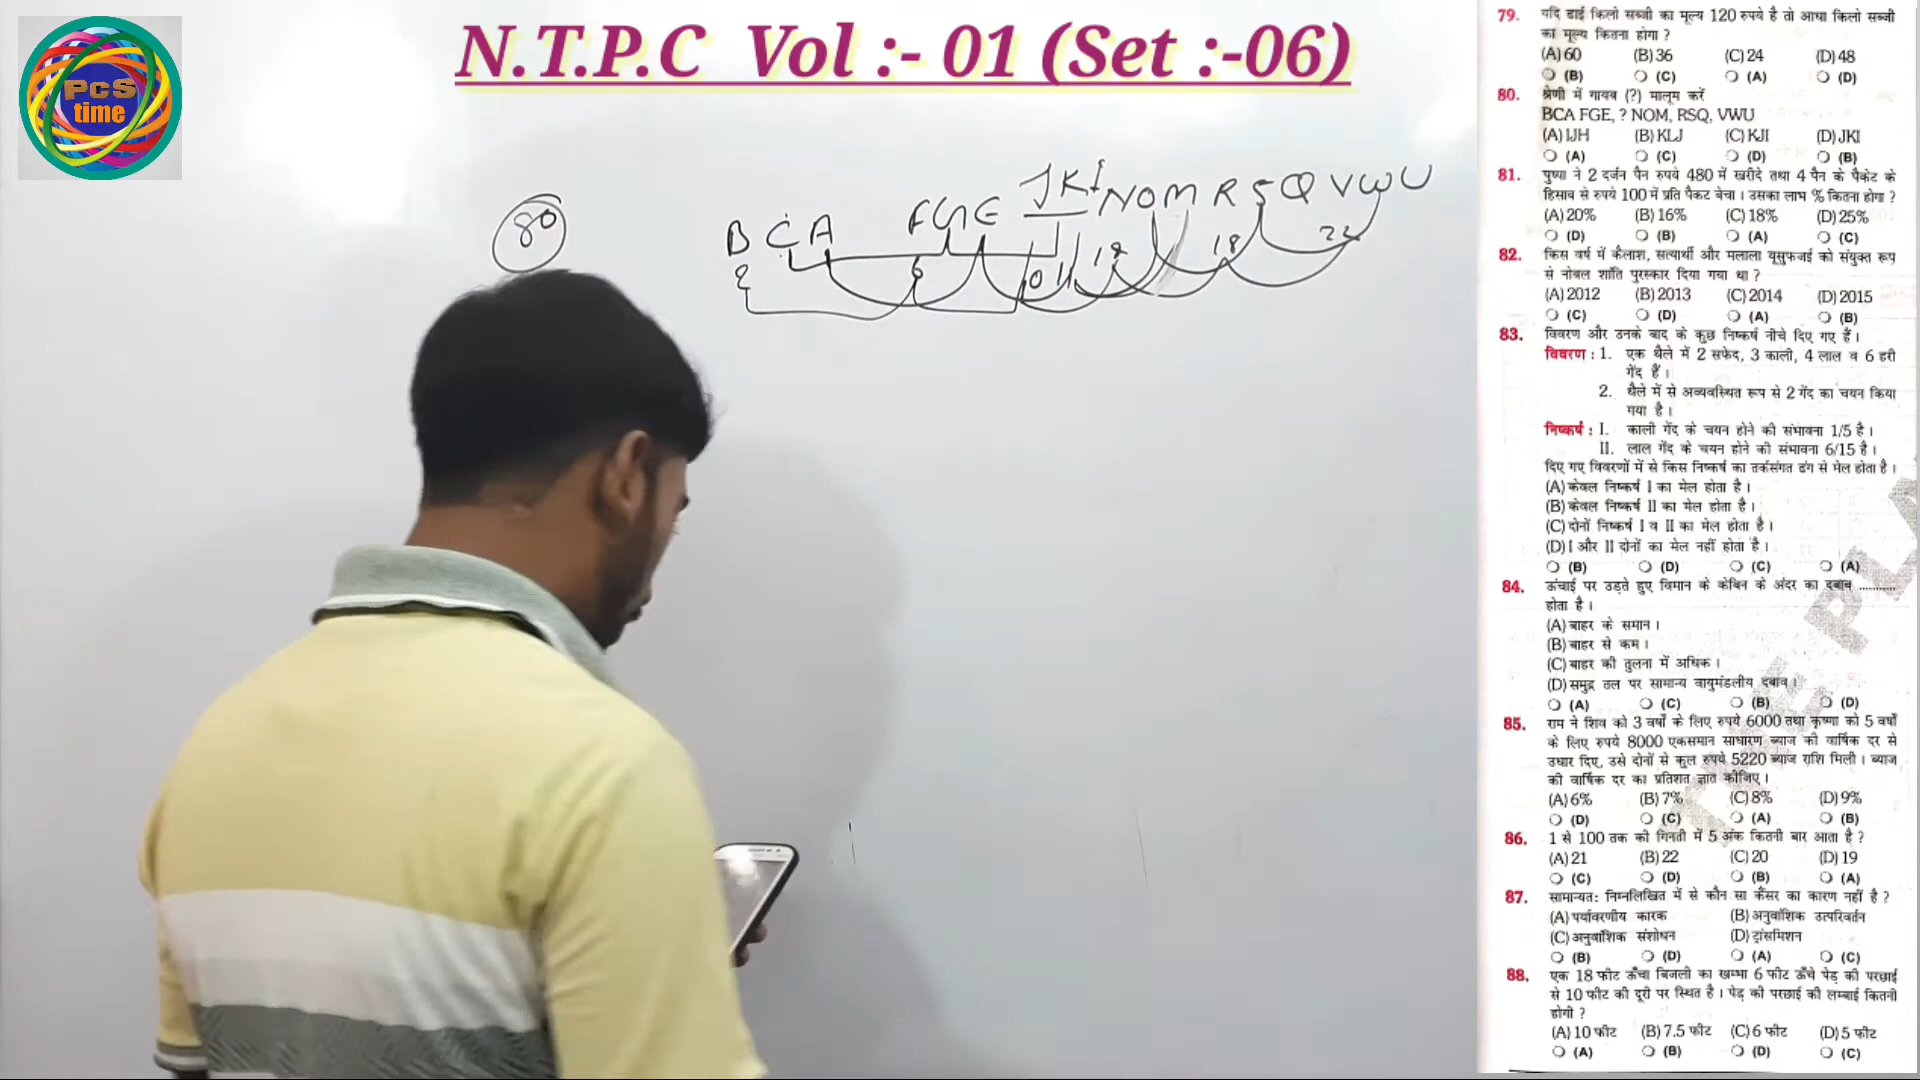 PcS
time
N.T.P.C Vol :- 01 (Set :-06)
80
B C A F G E J K I N O M R S Q V W U
2 6 10 11 18 22
79. यदि ढाई किलो सब्जी का मूल्य 120 रुपये है तो आधा किलो सब्जी
का मूल्य कितना होगा ?
(A) 60 (B) 36 (C) 24 (D) 48
(B) (C) (A) (D)
80. श्रेणी में गायब (?) मालूम करें
BCA FGE, ? NOM, RSQ, VWU
(A) IJH (B) KLJ (C) KJI (D) JKI
(A) (C) (D) (B)
81. पुष्पा ने 2 दर्जन पैन रुपये 480 में खरीदे तथा 4 पैन के पैकेट के
हिसाब से रुपये 100 में प्रति पैकट बेचा । उसका लाभ % कितना होगा ?
(A) 20% (B) 16% (C) 18% (D) 25%
(D) (B) (A) (C)
82. किस वर्ष में कैलाश, सत्यार्थी और मलाला यूसुफजई को संयुक्त रूप
से नोबल शांति पुरस्कार दिया गया था ?
(A) 2012 (B) 2013 (C) 2014 (D) 2015
(C) (D) (A) (B)
83. विवरण और उनके बाद के कुछ निष्कर्ष नीचे दिए गए हैं ।
विवरण : 1. एक थैले में 2 सफेद, 3 काली, 4 लाल व 6 हरी
गेंद हैं ।
2. थैले में से अव्यवस्थित रूप से 2 गेंद का चयन किया
गया है ।
निष्कर्ष : I. काली गेंद के चयन होने की संभावना 1/5 है ।
II. लाल गेंद के चयन होने की संभावना 6/15 है ।
दिए गए विवरणों में से किस निष्कर्ष का तर्कसंगत ढंग से मेल होता है ।
(A) केवल निष्कर्ष I का मेल होता है ।
(B) केवल निष्कर्ष II का मेल होता है ।
(C) दोनों निष्कर्ष I व II का मेल होता है ।
(D) I और II दोनों का मेल नहीं होता है ।
(B) (D) (C) (A)
84. ऊंचाई पर उड़ते हुए विमान के केबिन के अंदर का दबाब ...........
होता है ।
(A) बाहर के समान ।
(B) बाहर से कम ।
(C) बाहर की तुलना में अधिक ।
(D) समुद्र तल पर सामान्य वायुमंडलीय दबाव ।
(A) (C) (B) (D)
85. राम ने शिव को 3 वर्षों के लिए रुपये 6000 तथा कृष्णा को 5 वर्षों
के लिए रुपये 8000 एकसमान साधारण ब्याज की वार्षिक दर से
उधार दिए, उसे दोनों से कुल रुपये 5220 ब्याज राशि मिली । ब्याज
की वार्षिक दर का प्रतिशत ज्ञात कीजिए ।
(A) 6% (B) 7% (C) 8% (D) 9%
(D) (C) (A) (B)
86. 1 से 100 तक की गिनती में 5 अंक कितनी बार आता है ?
(A) 21 (B) 22 (C) 20 (D) 19
(C) (D) (B) (A)
87. सामान्यत: निम्नलिखित में से कौन सा कैंसर का कारण नहीं है ?
(A) पर्यावरणीय कारक (B) अनुवांशिक उत्परिवर्तन
(C) अनुवांशिक संशोधन (D) ट्रांसमिशन
(B) (D) (A) (C)
88. एक 18 फीट ऊँचा बिजली का खम्भा 6 फीट ऊँचे पेड़ की परछाई
से 10 फीट की दूरी पर स्थित है । पेड़ की परछाई की लम्बाई कितनी
होगी ?
(A) 10 फीट (B) 7.5 फीट (C) 6 फीट (D) 5 फीट
(A) (B) (D) (C)